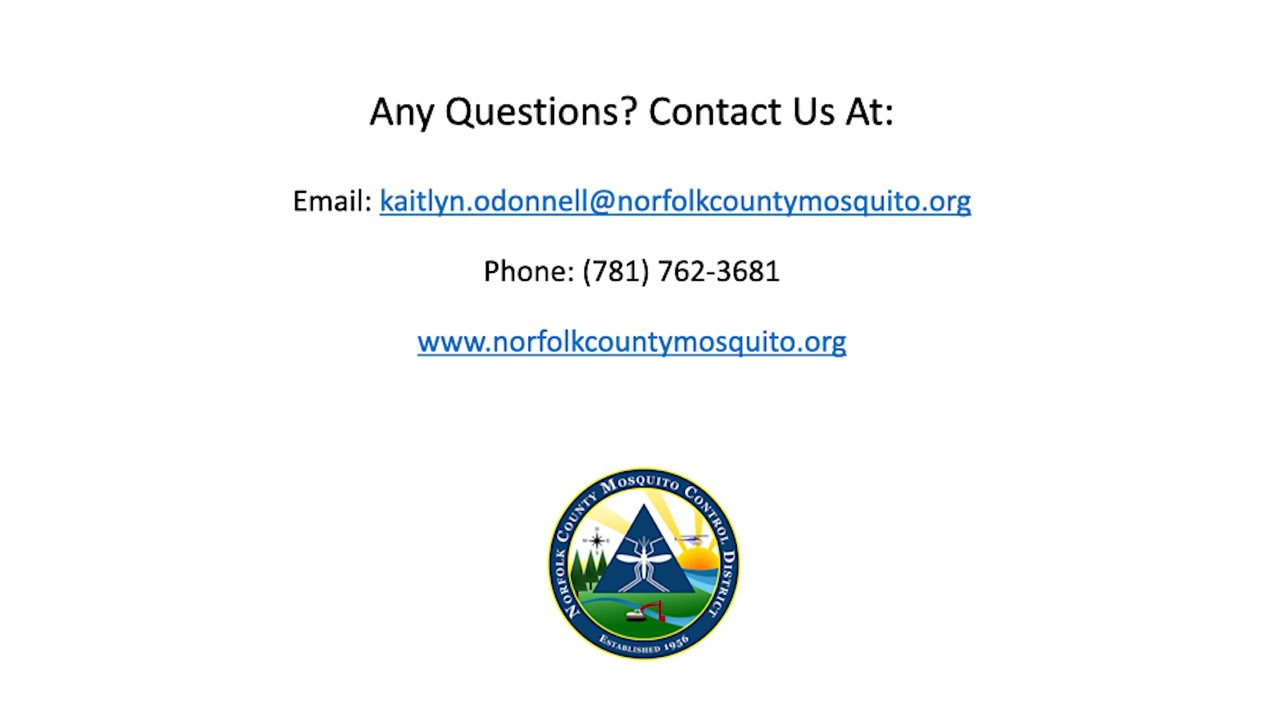 Any Questions? Contact Us At:
Email: kaitlyn.odonnell@norfolkcountymosquito.org
Phone: (781) 762-3681
www.norfolkcountymosquito.org
NORFOLK COUNTY MOSQUITO CONTROL DISTRICT
N
W E
S
ESTABLISHED 1956